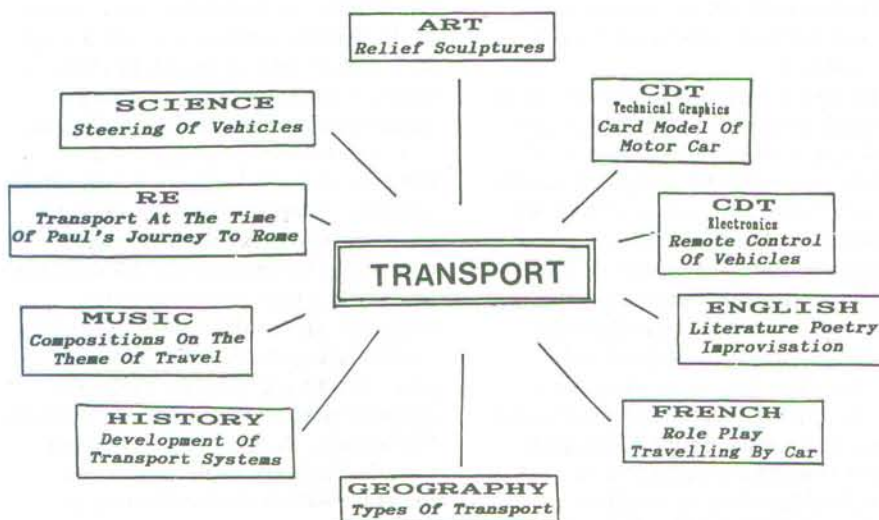 ART
Relief Sculptures
SCIENCE
Steering Of Vehicles
CDT
Technical Graphics
Card Model Of
Motor Car
RE
Transport At The Time
Of Paul's Journey To Rome
CDT
Electronics
Remote Control
Of Vehicles
TRANSPORT
MUSIC
Compositions On The
Theme Of Travel
ENGLISH
Literature Poetry
Improvisation
HISTORY
Development Of
Transport Systems
FRENCH
Role Play
Travelling By Car
GEOGRAPHY
Types Of Transport